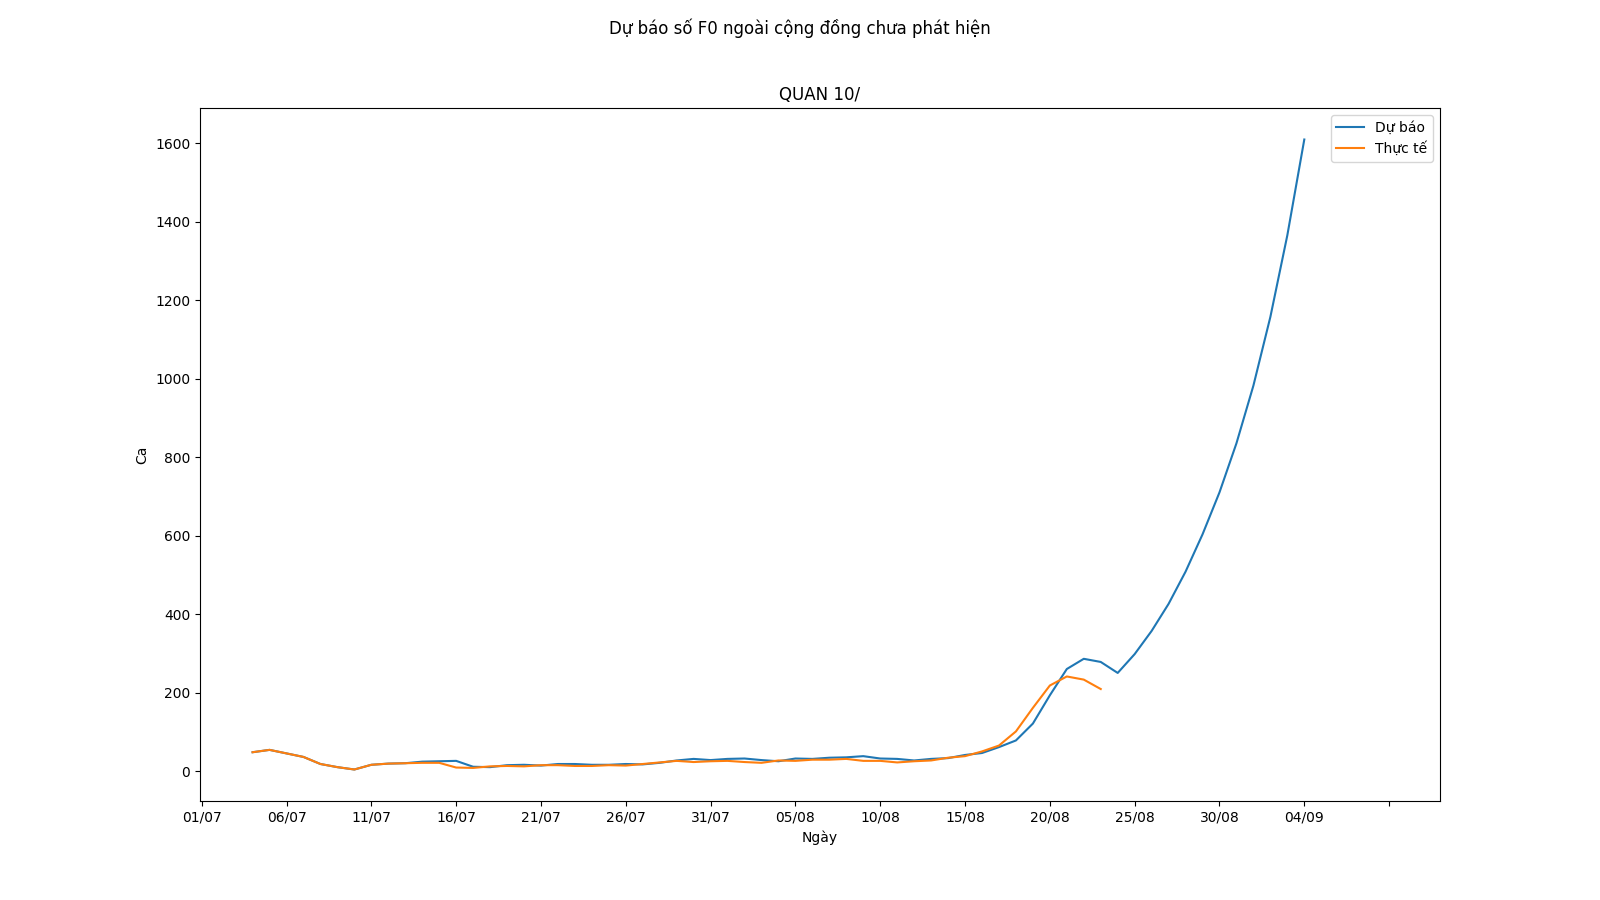 Dự báo số F0 ngoài cộng đồng chưa phát hiện
QUAN 10/
Dự báo
Thực tế
1600
1400
1200
1000
800
600
400
200
0
Ca
01/07 06/07 11/07 16/07 21/07 26/07 31/07 05/08 10/08 15/08 20/08 25/08 30/08 04/09
Ngày